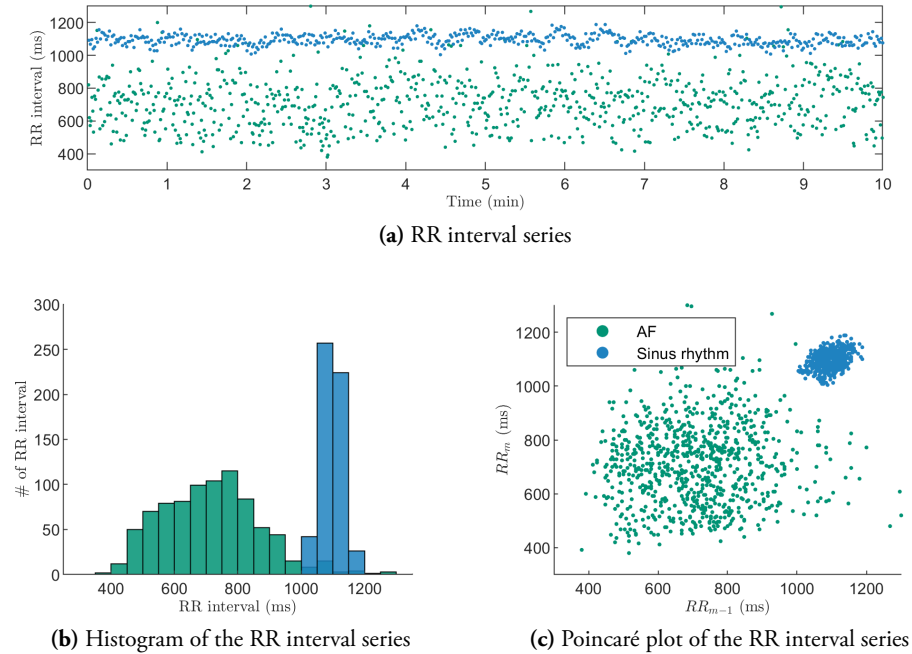 1200
1000
800
600
400
RR interval (ms)
0 1 2 3 4 5 6 7 8 9 10
Time (min)
(a) RR interval series
300
250
200
150
100
50
0
# of RR interval
400 600 800 1000 1200
RR interval (ms)
(b) Histogram of the RR interval series
AF
Sinus rhythm
1200
1000
800
600
400
RRm (ms)
400 600 800 1000 1200
RRm−1 (ms)
(c) Poincaré plot of the RR interval series